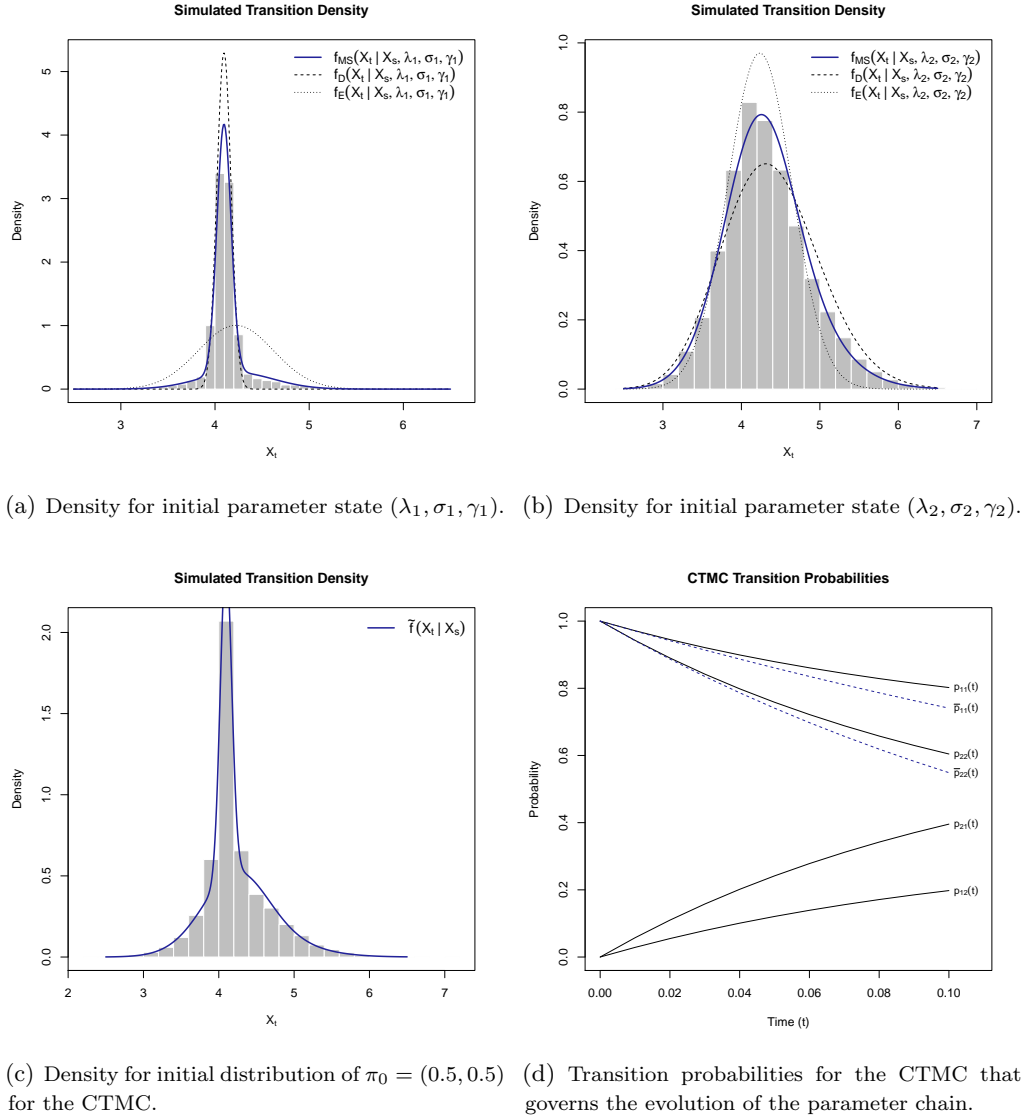 Simulated Transition Density
f_MS(X_t | X_s, λ_1, σ_1, γ_1)
f_D(X_t | X_s, λ_1, σ_1, γ_1)
f_E(X_t | X_s, λ_1, σ_1, γ_1)
Density
0 1 2 3 4 5
3 4 5 6
X_t
Simulated Transition Density
f_MS(X_t | X_s, λ_2, σ_2, γ_2)
f_D(X_t | X_s, λ_2, σ_2, γ_2)
f_E(X_t | X_s, λ_2, σ_2, γ_2)
Density
0.0 0.2 0.4 0.6 0.8 1.0
3 4 5 6 7
X_t
(a) Density for initial parameter state (λ_1, σ_1, γ_1).
(b) Density for initial parameter state (λ_2, σ_2, γ_2).
Simulated Transition Density
f̃(X_t | X_s)
Density
0.0 0.5 1.0 1.5 2.0
2 3 4 5 6 7
X_t
CTMC Transition Probabilities
p_11(t)
p̄_11(t)
p_22(t)
p̄_22(t)
p_21(t)
p_12(t)
Probability
0.0 0.2 0.4 0.6 0.8 1.0
0.00 0.02 0.04 0.06 0.08 0.10
Time (t)
(c) Density for initial distribution of π_0 = (0.5, 0.5)
for the CTMC.
(d) Transition probabilities for the CTMC that
governs the evolution of the parameter chain.